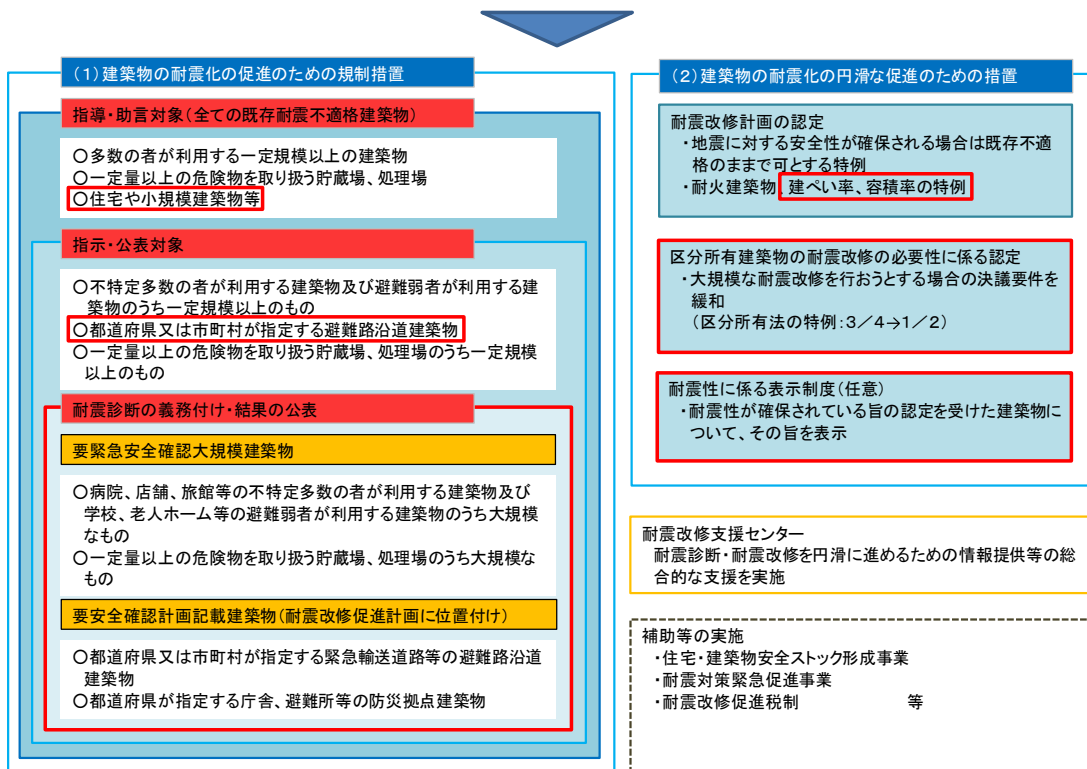 (1)建築物の耐震化の促進のための規制措置
指導・助言対象(全ての既存耐震不適格建築物)
○多数の者が利用する一定規模以上の建築物
○一定量以上の危険物を取り扱う貯蔵場、処理場
○住宅や小規模建築物等
指示・公表対象
○不特定多数の者が利用する建築物及び避難弱者が利用する建
築物のうち一定規模以上のもの
○都道府県又は市町村が指定する避難路沿道建築物
○一定量以上の危険物を取り扱う貯蔵場、処理場のうち一定規模
以上のもの
耐震診断の義務付け・結果の公表
要緊急安全確認大規模建築物
○病院、店舗、旅館等の不特定多数の者が利用する建築物及び
学校、老人ホーム等の避難弱者が利用する建築物のうち大規模
なもの
○一定量以上の危険物を取り扱う貯蔵場、処理場のうち大規模な
もの
要安全確認計画記載建築物(耐震改修促進計画に位置付け)
○都道府県又は市町村が指定する緊急輸送道路等の避難路沿道
建築物
○都道府県が指定する庁舎、避難所等の防災拠点建築物
(2)建築物の耐震化の円滑な促進のための措置
耐震改修計画の認定
・地震に対する安全性が確保される場合は既存不適
格のままで可とする特例
・耐火建築物、建ぺい率、容積率の特例
区分所有建築物の耐震改修の必要性に係る認定
・大規模な耐震改修を行おうとする場合の決議要件を
緩和
(区分所有法の特例:3/4→1/2)
耐震性に係る表示制度(任意)
・耐震性が確保されている旨の認定を受けた建築物に
ついて、その旨を表示
耐震改修支援センター
耐震診断・耐震改修を円滑に進めるための情報提供等の総
合的な支援を実施
補助等の実施
・住宅・建築物安全ストック形成事業
・耐震対策緊急促進事業
・耐震改修促進税制 等